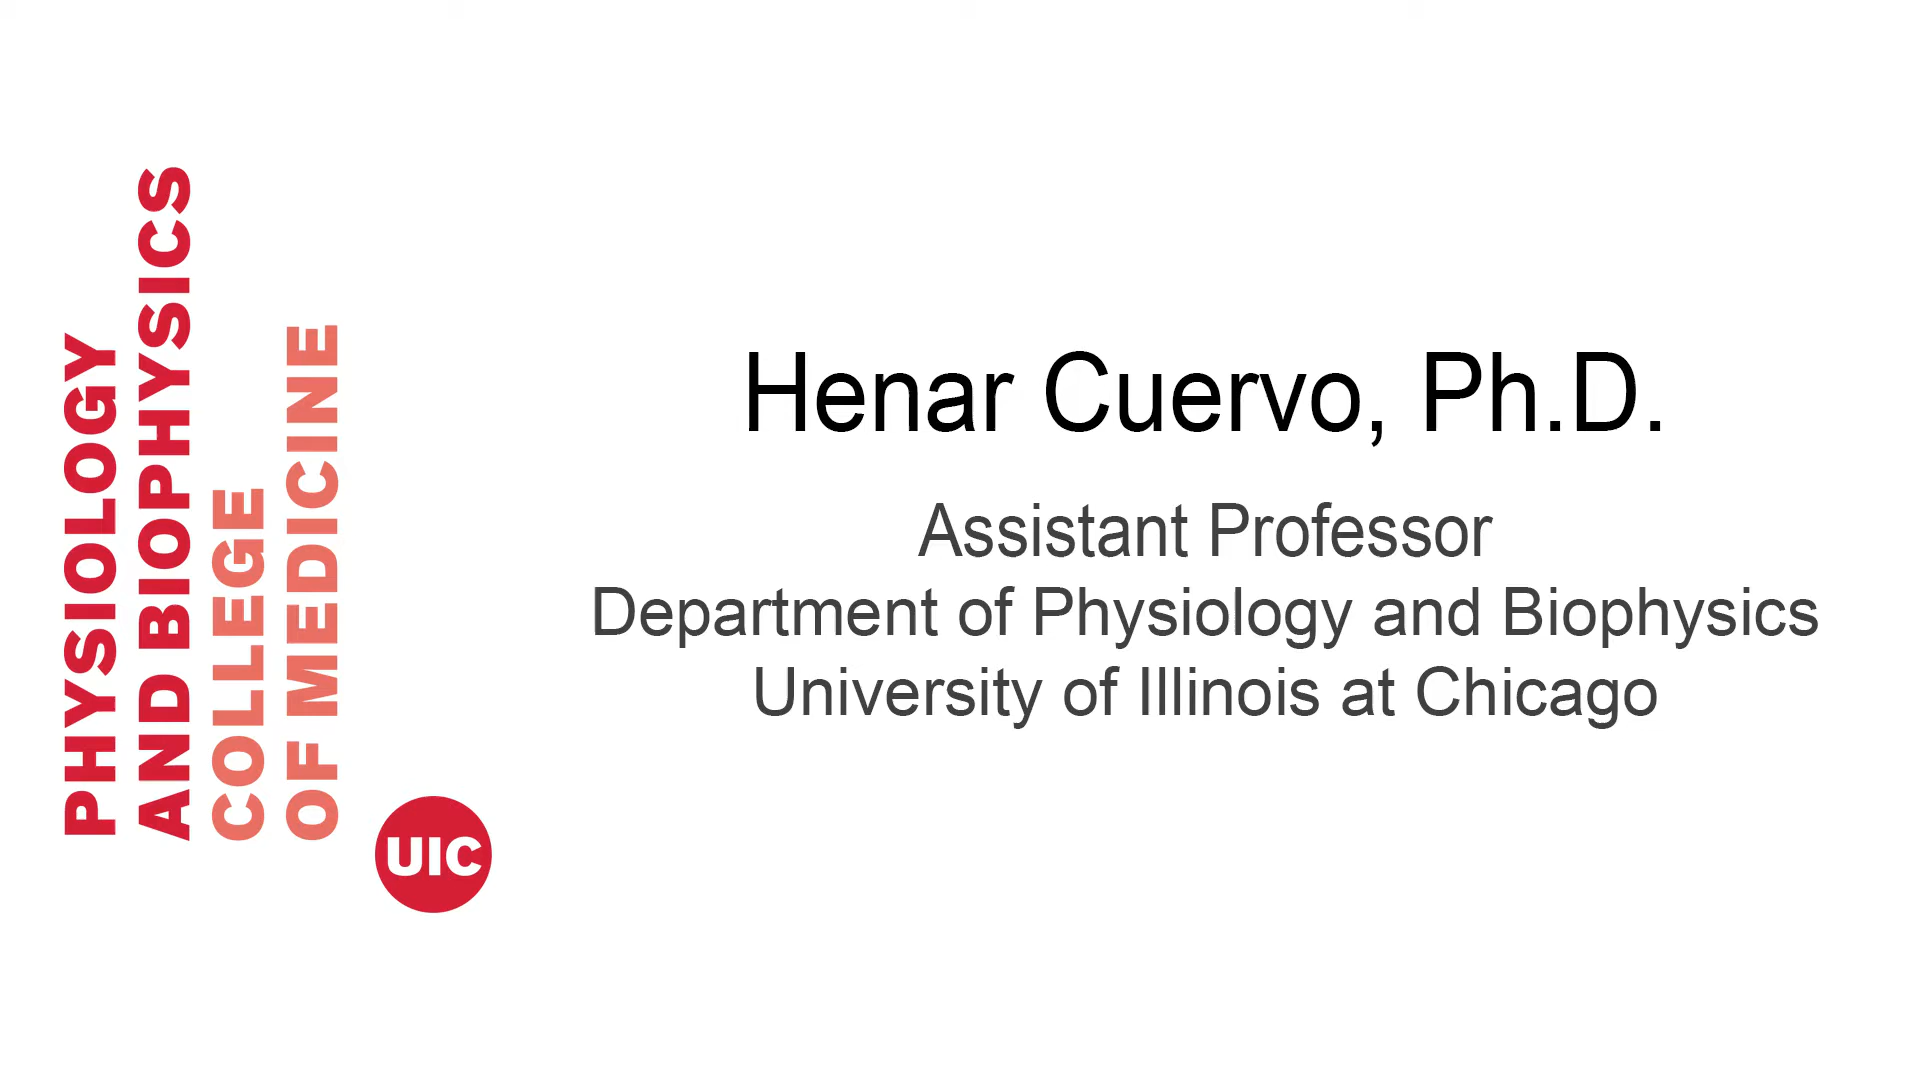 PHYSIOLOGY
AND BIOPHYSICS
COLLEGE
OF MEDICINE
UIC
Henar Cuervo, Ph.D.
Assistant Professor
Department of Physiology and Biophysics
University of Illinois at Chicago